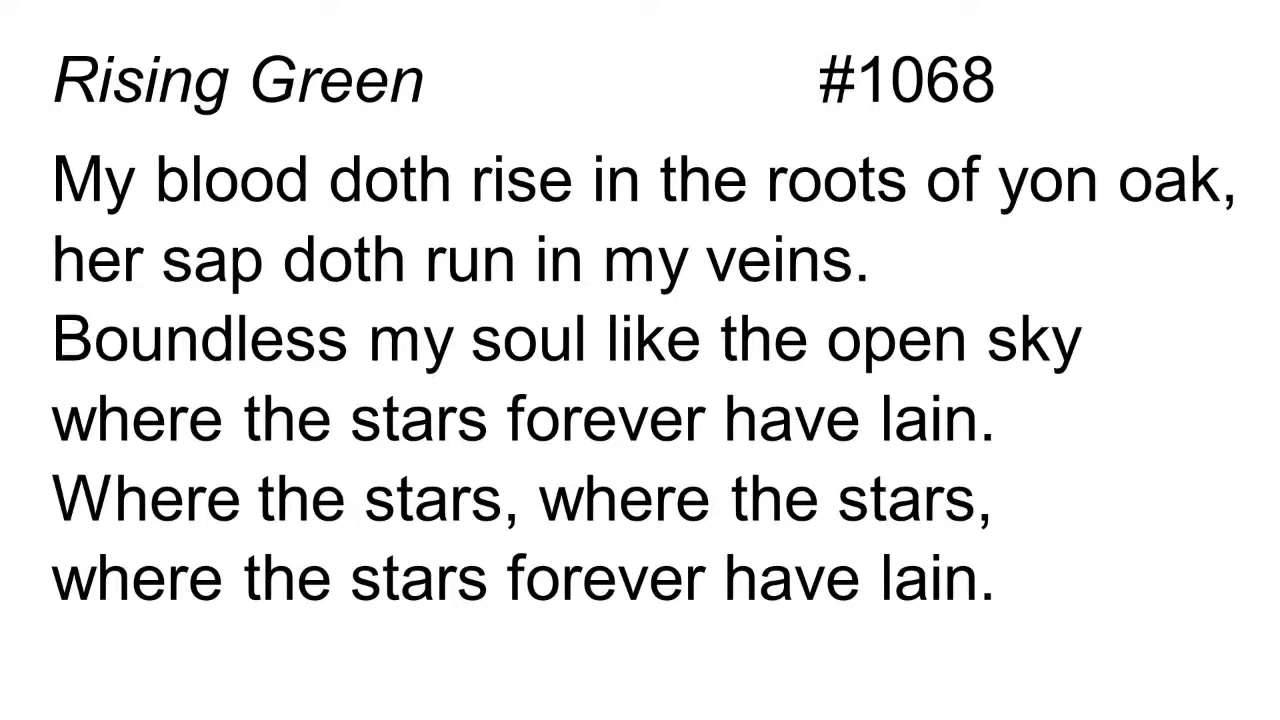 Rising Green #1068
My blood doth rise in the roots of yon oak,
her sap doth run in my veins.
Boundless my soul like the open sky
where the stars forever have lain.
Where the stars, where the stars,
where the stars forever have lain.